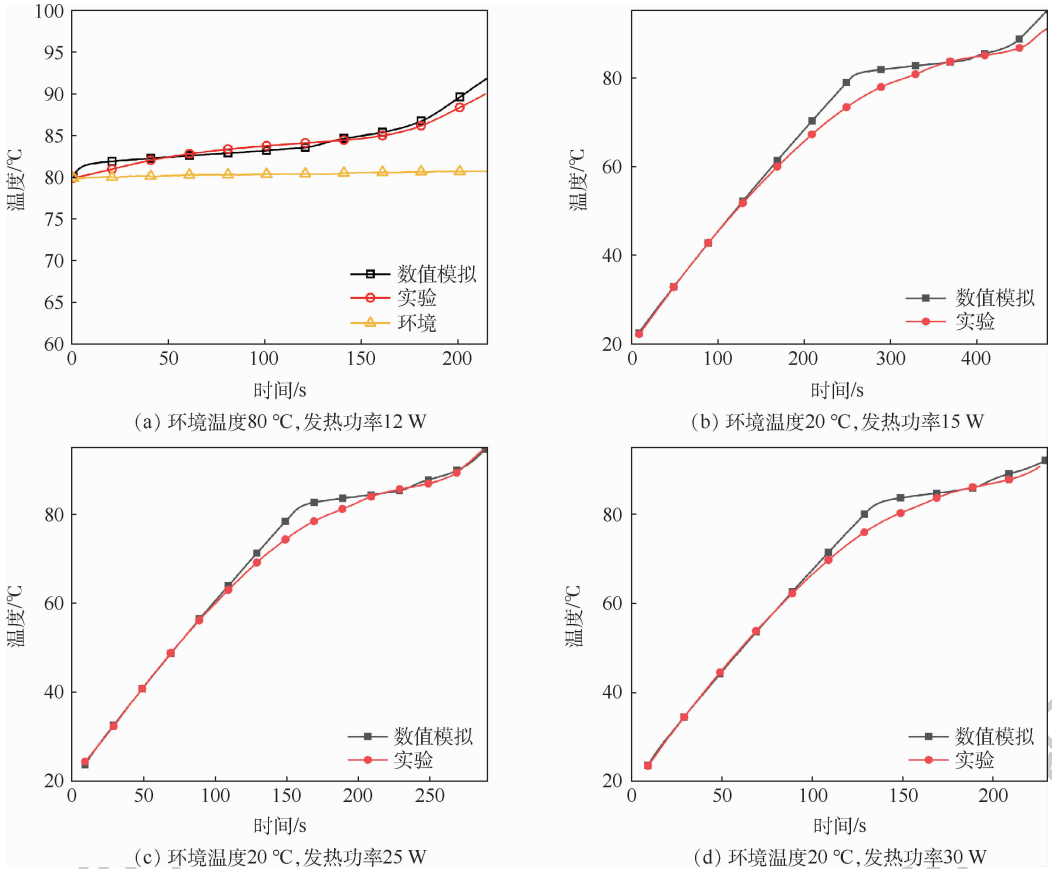 100
95
90
85
80
75
70
65
60
温度/℃
0
50
100
150
200
时间/s
数值模拟
实验
环境
(a) 环境温度80 ℃,发热功率12 W
80
60
40
20
温度/℃
0
100
200
300
400
时间/s
数值模拟
实验
(b) 环境温度20 ℃,发热功率15 W
80
60
40
20
温度/℃
0
50
100
150
200
250
时间/s
数值模拟
实验
(c) 环境温度20 ℃,发热功率25 W
80
60
40
20
温度/℃
0
50
100
150
200
时间/s
数值模拟
实验
(d) 环境温度20 ℃,发热功率30 W